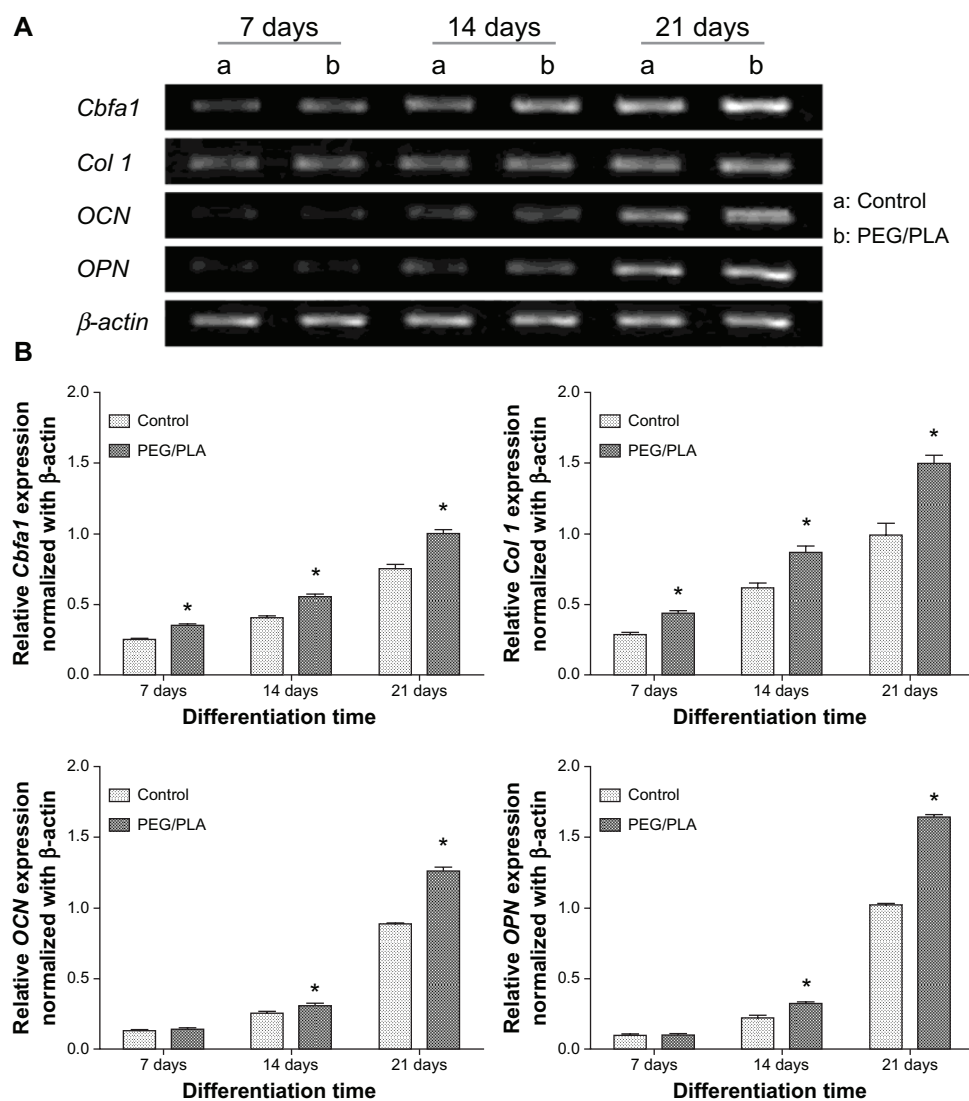 A
7 days 14 days 21 days
a b a b a b
Cbfa1
Col 1
OCN
OPN
β-actin
a: Control
b: PEG/PLA
B
Relative Cbfa1 expression
normalized with β-actin
2.0
1.5
1.0
0.5
0.0
Control
PEG/PLA
*
*
*
7 days 14 days 21 days
Differentiation time
Relative Col 1 expression
normalized with β-actin
2.0
1.5
1.0
0.5
0.0
Control
PEG/PLA
*
*
*
7 days 14 days 21 days
Differentiation time
Relative OCN expression
normalized with β-actin
2.0
1.5
1.0
0.5
0.0
Control
PEG/PLA
*
*
7 days 14 days 21 days
Differentiation time
Relative OPN expression
normalized with β-actin
2.0
1.5
1.0
0.5
0.0
Control
PEG/PLA
*
*
7 days 14 days 21 days
Differentiation time